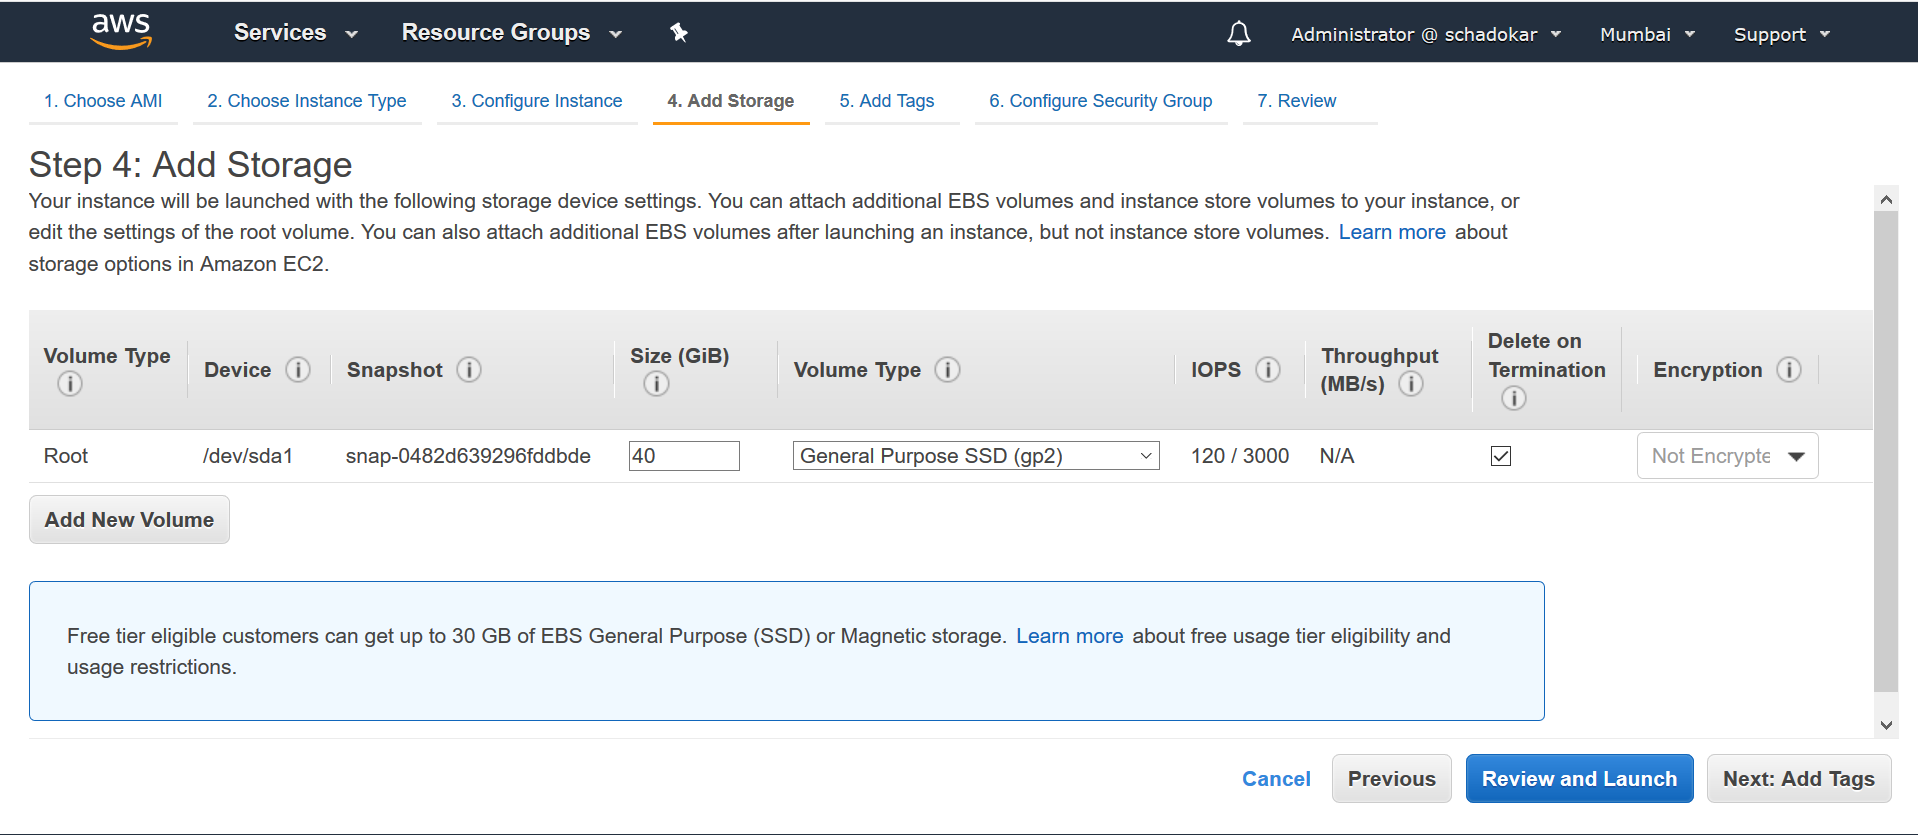 aws Services Resource Groups Administrator @ schadokar Mumbai Support
1. Choose AMI 2. Choose Instance Type 3. Configure Instance 4. Add Storage 5. Add Tags 6. Configure Security Group 7. Review
Step 4: Add Storage
Your instance will be launched with the following storage device settings. You can attach additional EBS volumes and instance store volumes to your instance, or
edit the settings of the root volume. You can also attach additional EBS volumes after launching an instance, but not instance store volumes. Learn more about
storage options in Amazon EC2.
Volume Type Device Snapshot Size (GiB) Volume Type IOPS Throughput (MB/s) Delete on Termination Encryption
Root /dev/sda1 snap-0482d639296fddbde 40 General Purpose SSD (gp2) 120 / 3000 N/A Not Encrypte
Add New Volume
Free tier eligible customers can get up to 30 GB of EBS General Purpose (SSD) or Magnetic storage. Learn more about free usage tier eligibility and
usage restrictions.
Cancel Previous Review and Launch Next: Add Tags